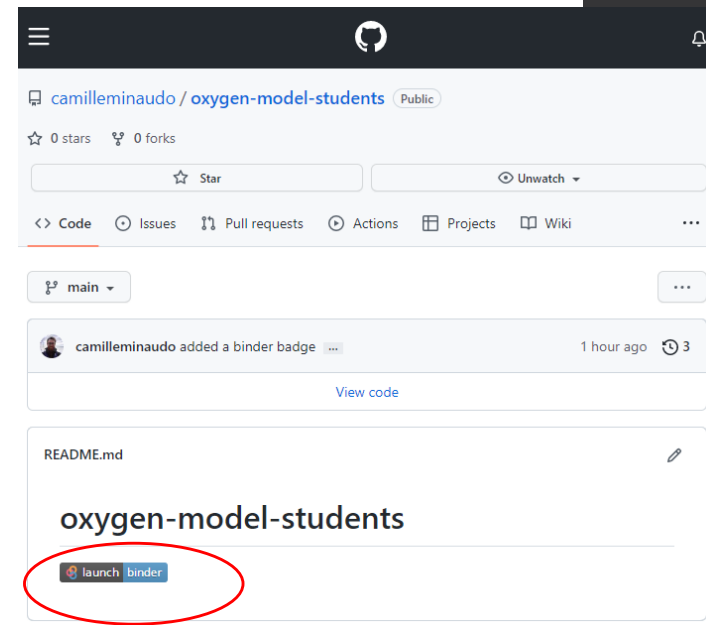 camilleminaudo / oxygen-model-students Public
0 stars 0 forks
Star Unwatch
<> Code Issues Pull requests Actions Projects Wiki ...
main ...
camilleminaudo added a binder badge ... 1 hour ago 3
View code
README.md
oxygen-model-students
launch binder